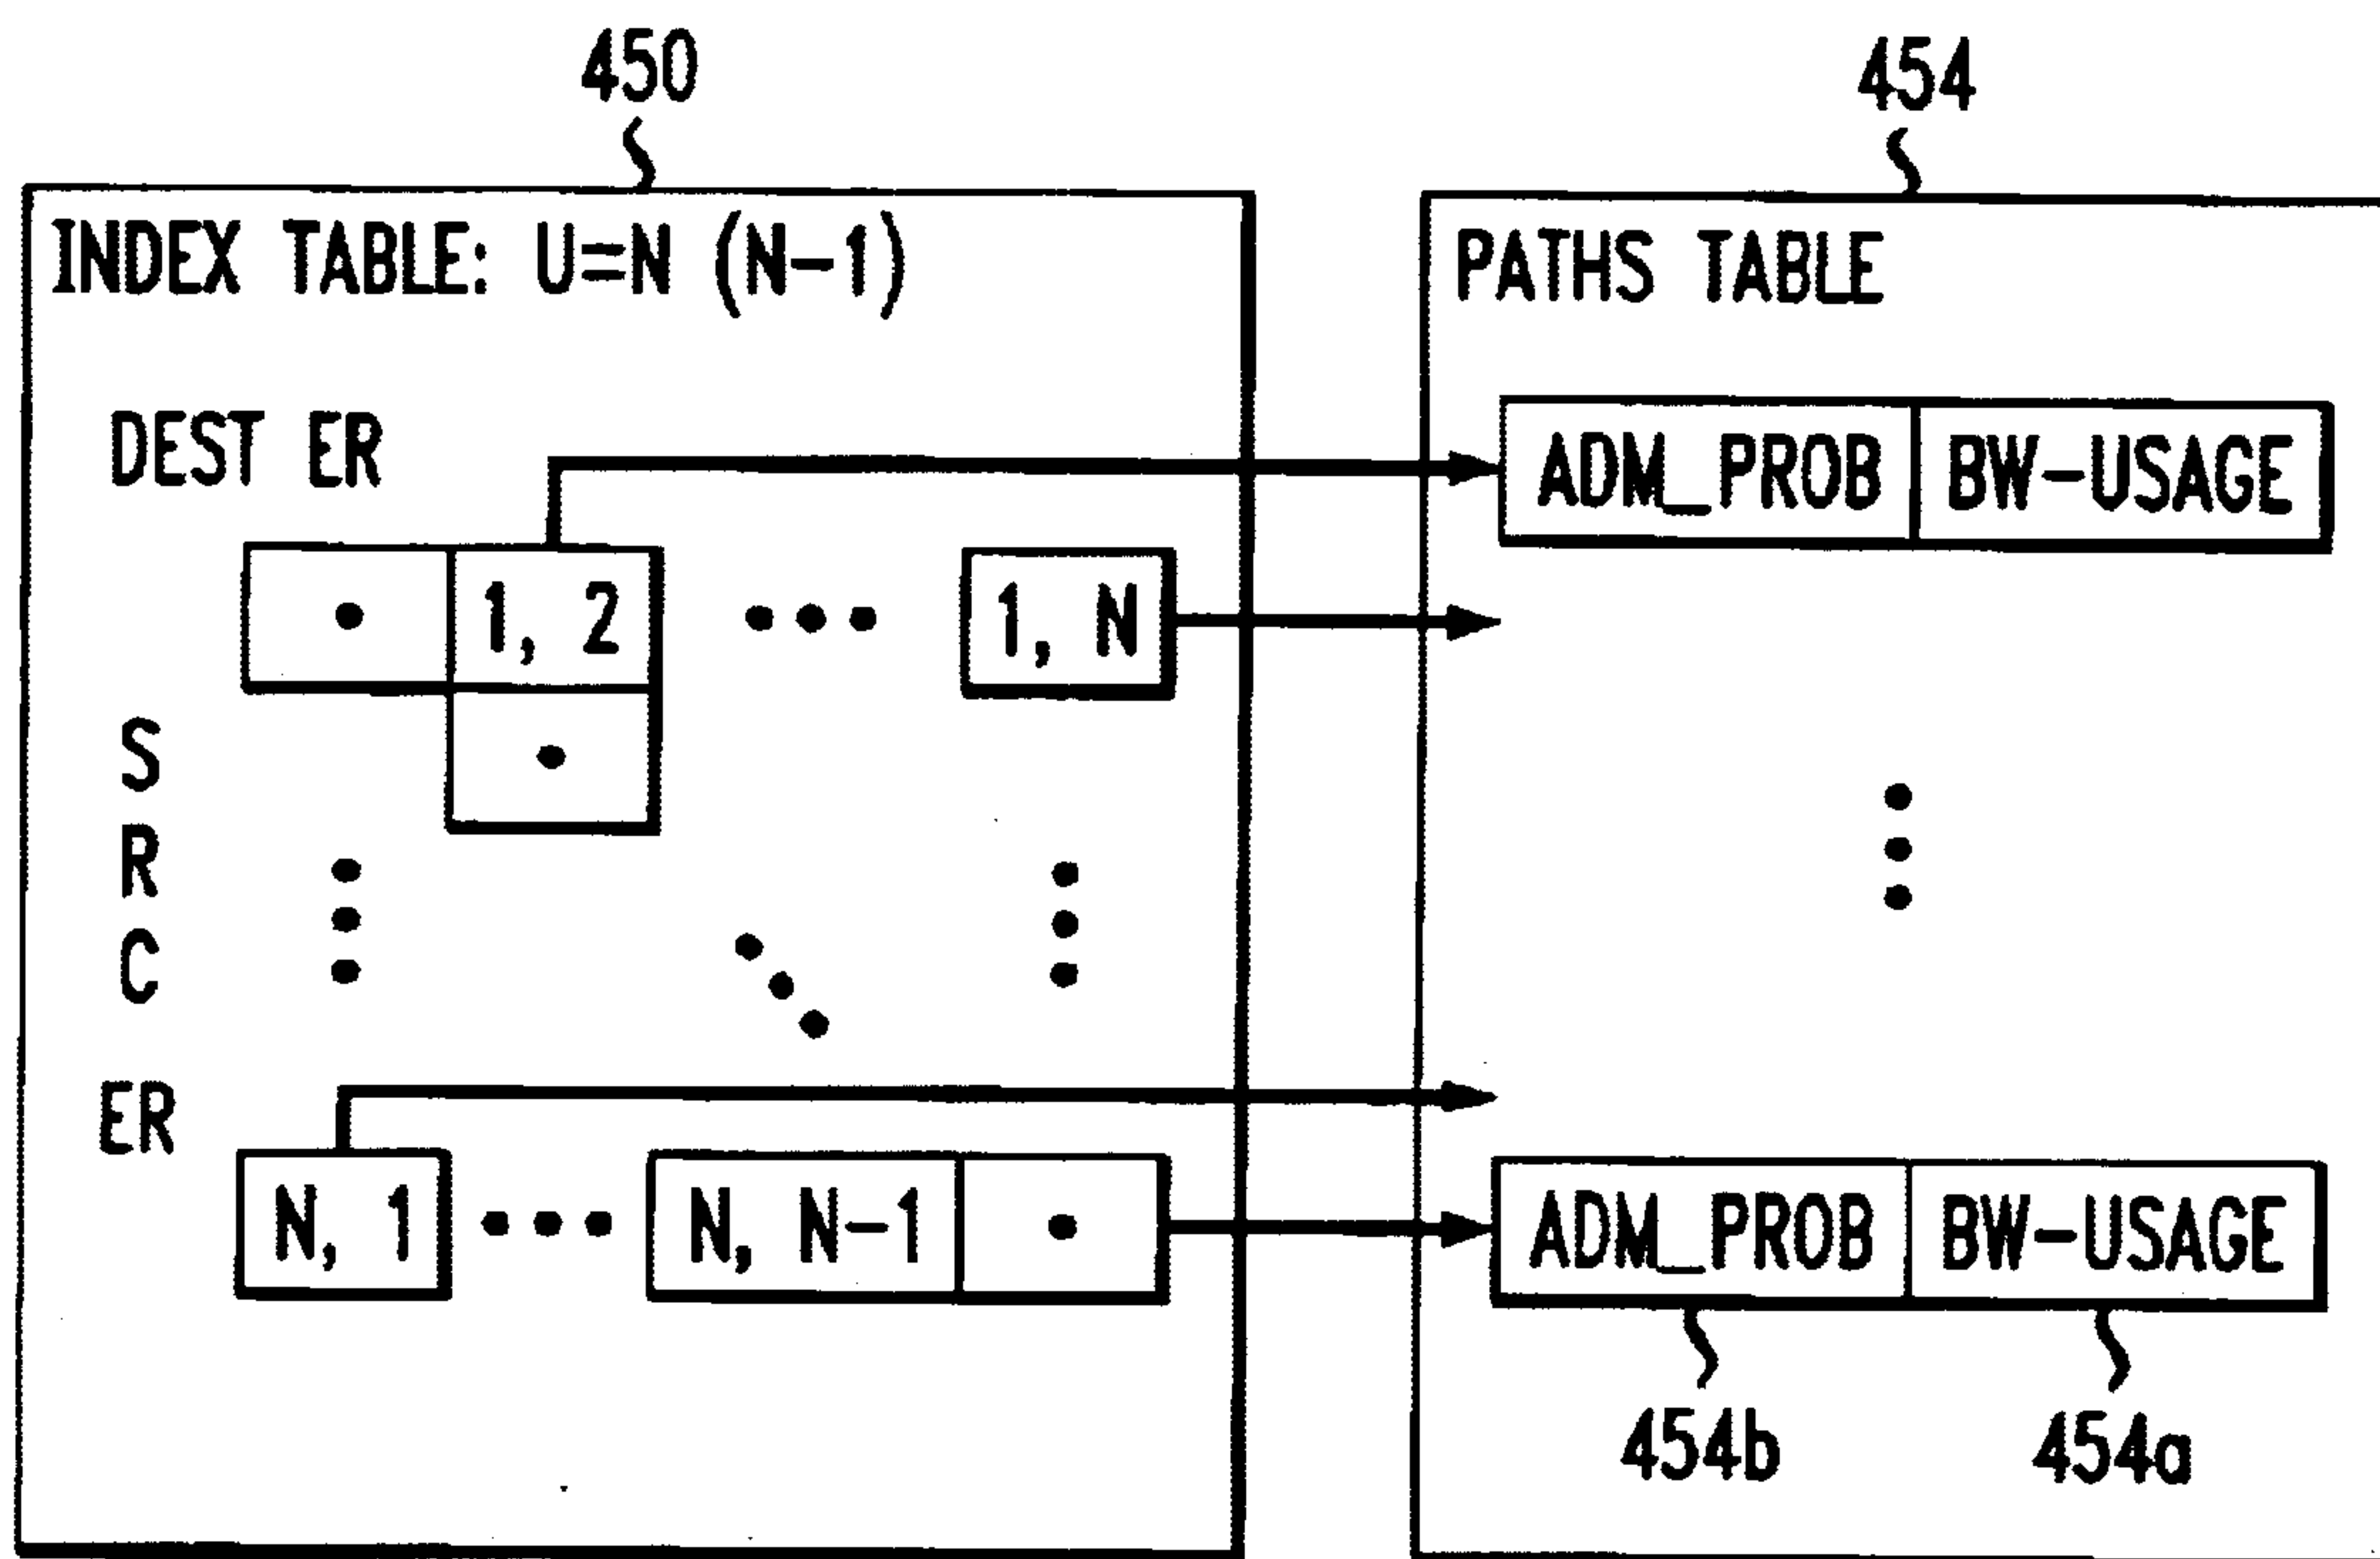 450
454
INDEX TABLE: U=N (N-1)
PATHS TABLE
DEST ER
ADM_PROB BW-USAGE
1, 2 ... 1, N
S
R
C
ER
N, 1 ... N, N-1
ADM_PROB BW-USAGE
454b 454a